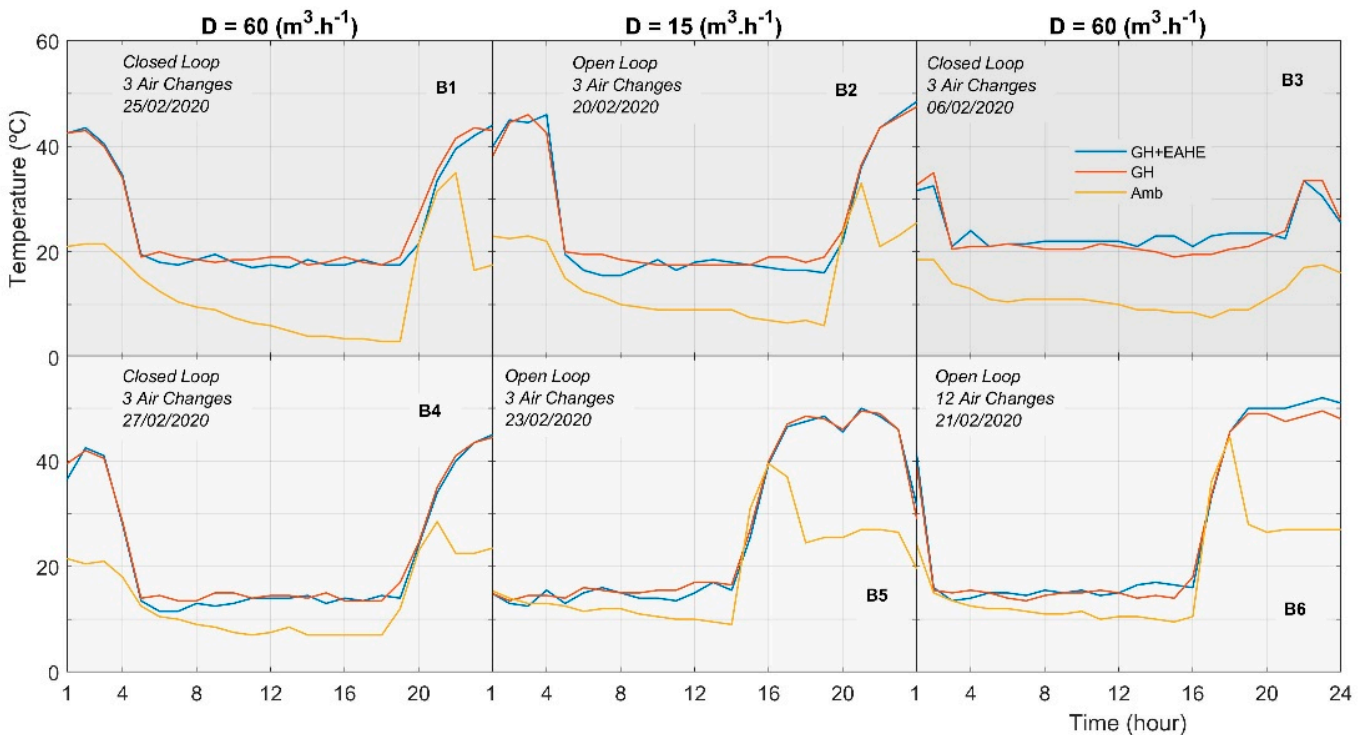 D = 60 (m³.h⁻¹)
D = 15 (m³.h⁻¹)
D = 60 (m³.h⁻¹)
Temperature (ºC)
60
40
20
0
Closed Loop
3 Air Changes
25/02/2020
B1
Open Loop
3 Air Changes
20/02/2020
B2
Closed Loop
3 Air Changes
06/02/2020
B3
GH+EAHE
GH
Amb
40
20
0
Closed Loop
3 Air Changes
27/02/2020
B4
Open Loop
3 Air Changes
23/02/2020
B5
Open Loop
12 Air Changes
21/02/2020
B6
1 4 8 12 16 20 1 4 8 12 16 20 1 4 8 12 16 20 24
Time (hour)